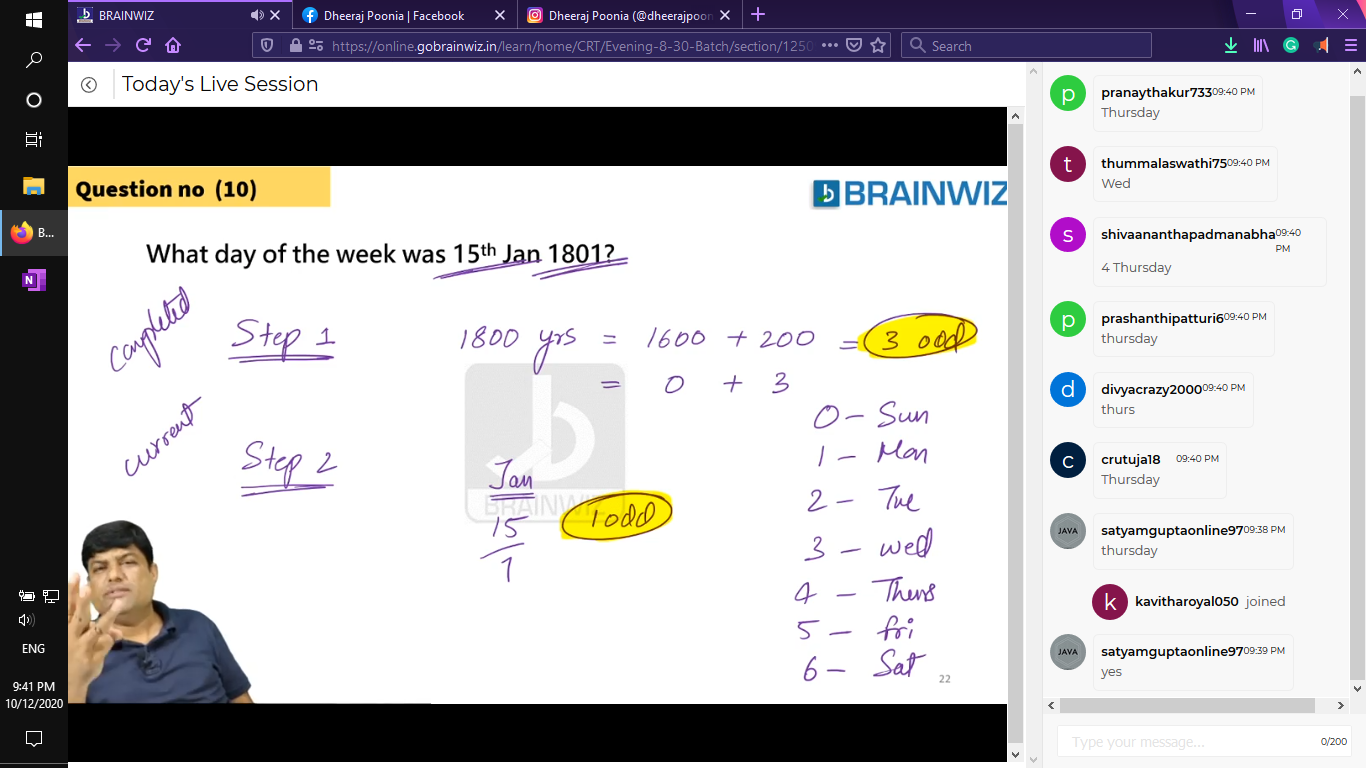 BRAINWIZ
Dheeraj Poonia | Facebook
Dheeraj Poonia (@dheerajpoon
https://online.gobrainwiz.in/learn/home/CRT/Evening-8-30-Batch/section/1250
Search
Today's Live Session
Question no (10)
BRAINWIZ
What day of the week was 15th Jan 1801?
completed
Step 1
1800 yrs = 1600 + 200 = 3 odd
= 0 + 3
current
Step 2
Jan
15
7
1 odd
BRAINWIZ
0 – Sun
1 – Mon
2 – Tue
3 – wed
4 – Thurs
5 – fri
6 – Sat
22
p
pranaythakur733 09:40 PM
Thursday
t
thummalaswathi75 09:40 PM
Wed
s
shivaananthapadmanabha 09:40 PM
4 Thursday
p
prashanthipatturi6 09:40 PM
thursday
d
divyacrazy2000 09:40 PM
thurs
c
crutuja18 09:40 PM
Thursday
JAVA
satyamguptaonline97 09:38 PM
thursday
k
kavitharoyal050 joined
JAVA
satyamguptaonline97 09:39 PM
yes
Type your message...
0/200
B...
N
ENG
9:41 PM
10/12/2020